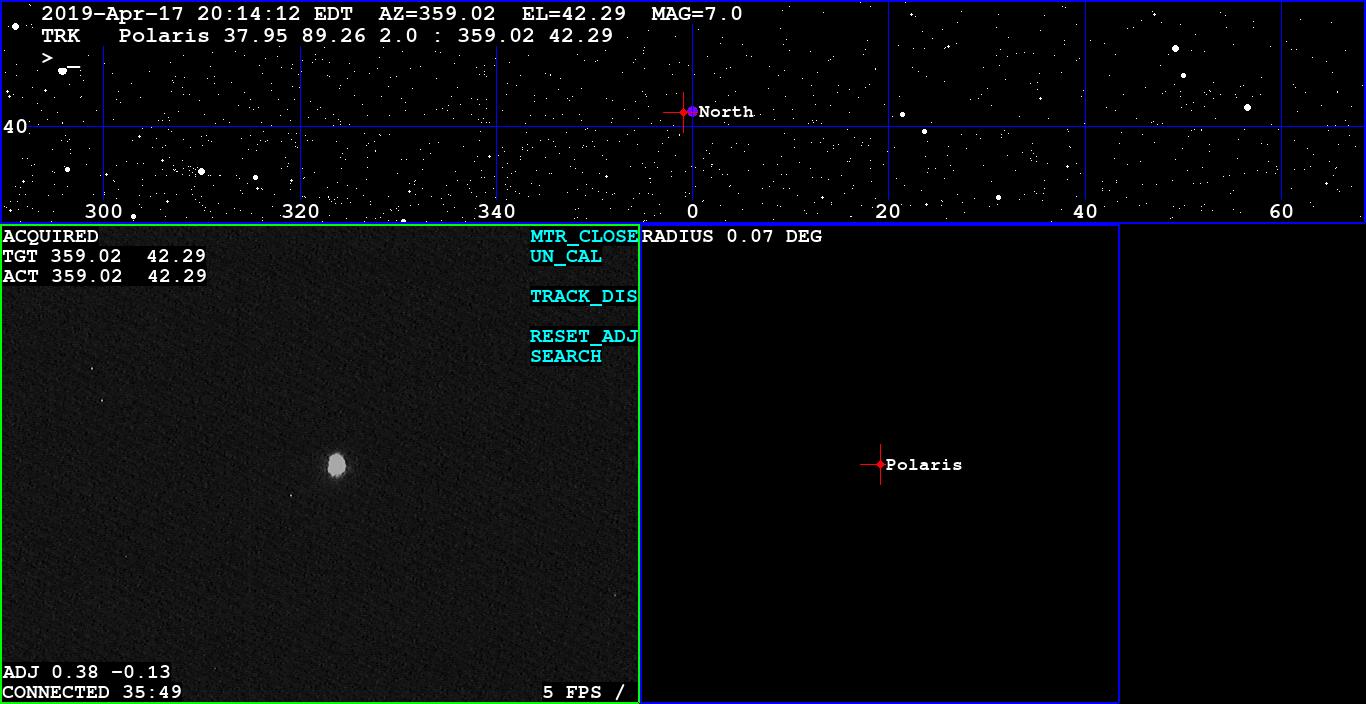 2019-Apr-17 20:14:12 EDT  AZ=359.02  EL=42.29  MAG=7.0
TRK   Polaris 37.95 89.26 2.0 : 359.02 42.29
> _
North
40
300 320 340 0 20 40 60
ACQUIRED
TGT 359.02  42.29
ACT 359.02  42.29
MTR_CLOSE
UN_CAL
TRACK_DIS
RESET_ADJ
SEARCH
ADJ 0.38 -0.13
CONNECTED 35:49
5 FPS /
RADIUS 0.07 DEG
Polaris